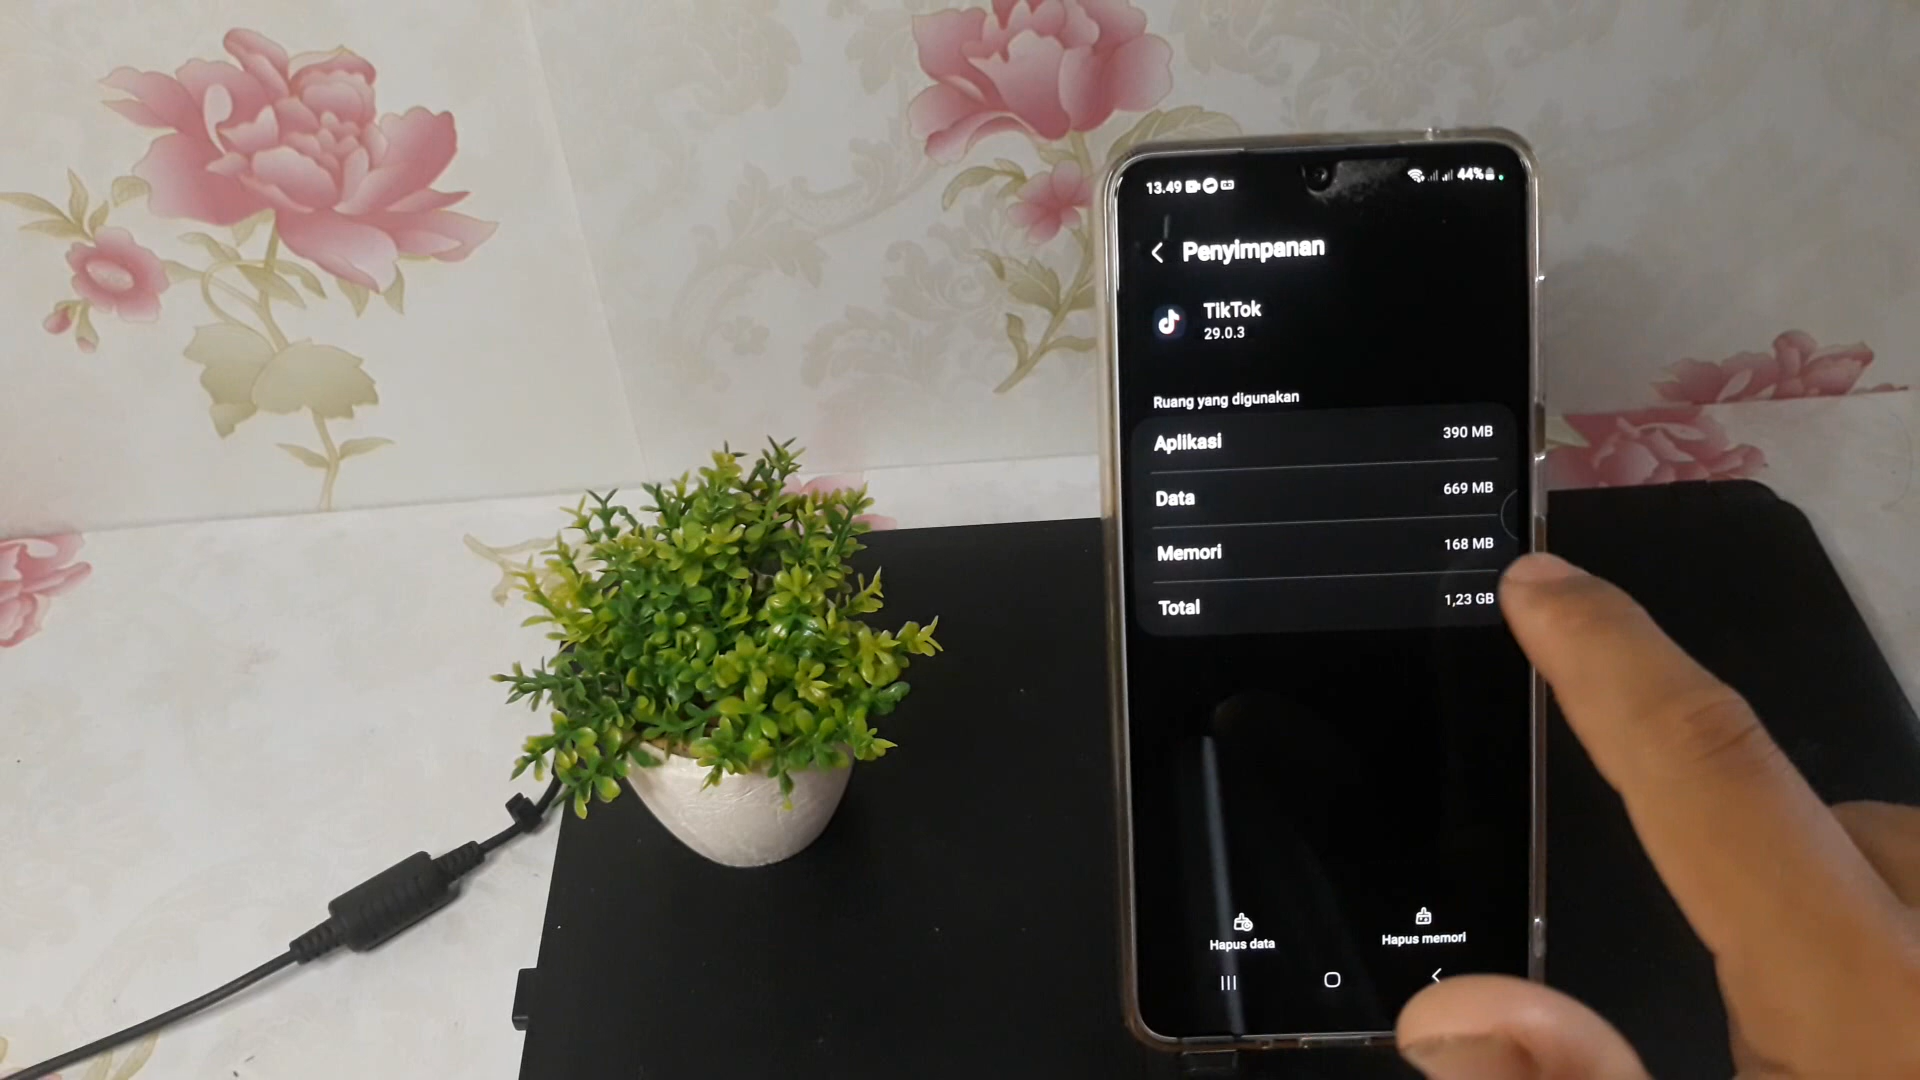 13.49
44%
Penyimpanan
TikTok
29.0.3
Ruang yang digunakan
Aplikasi 390 MB
Data 669 MB
Memori 168 MB
Total 1,23 GB
Hapus data
Hapus memori